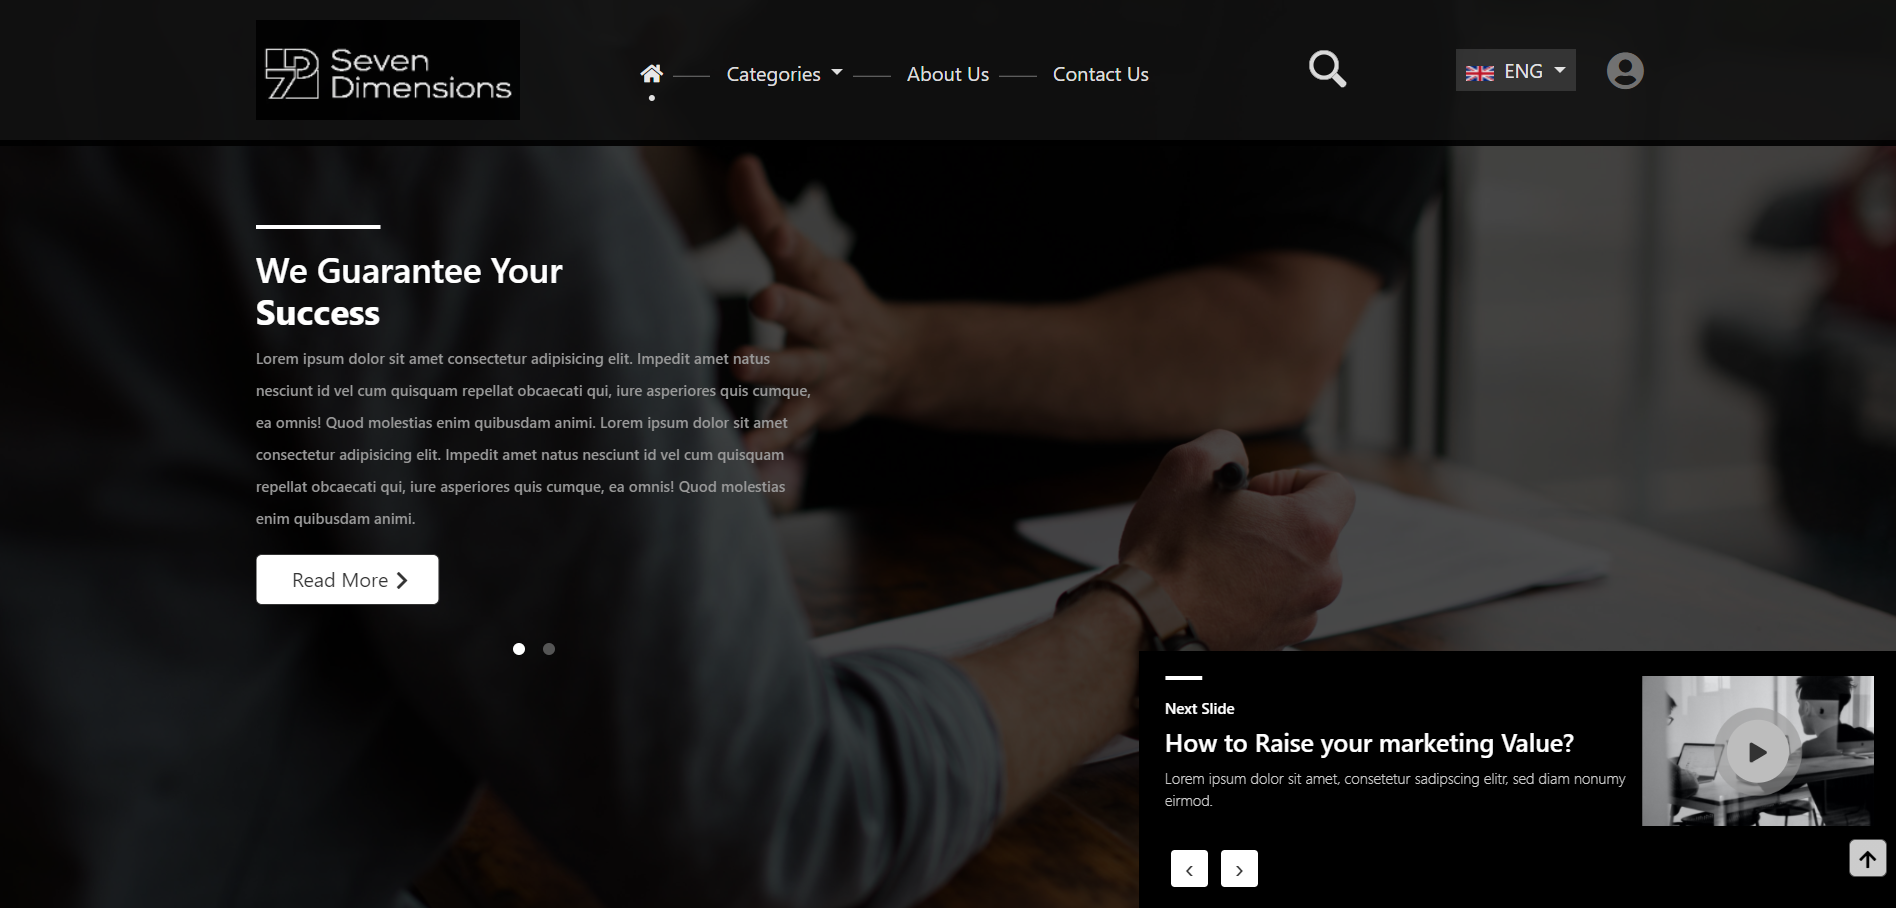 Seven
Dimensions
Categories
About Us
Contact Us
ENG
We Guarantee Your
Success
Lorem ipsum dolor sit amet consectetur adipisicing elit. Impedit amet natus
nesciunt id vel cum quisquam repellat obcaecati qui, iure asperiores quis cumque,
ea omnis! Quod molestias enim quibusdam animi. Lorem ipsum dolor sit amet
consectetur adipisicing elit. Impedit amet natus nesciunt id vel cum quisquam
repellat obcaecati qui, iure asperiores quis cumque, ea omnis! Quod molestias
enim quibusdam animi.
Read More
Next Slide
How to Raise your marketing Value?
Lorem ipsum dolor sit amet, consetetur sadipscing elitr, sed diam nonumy
eirmod.